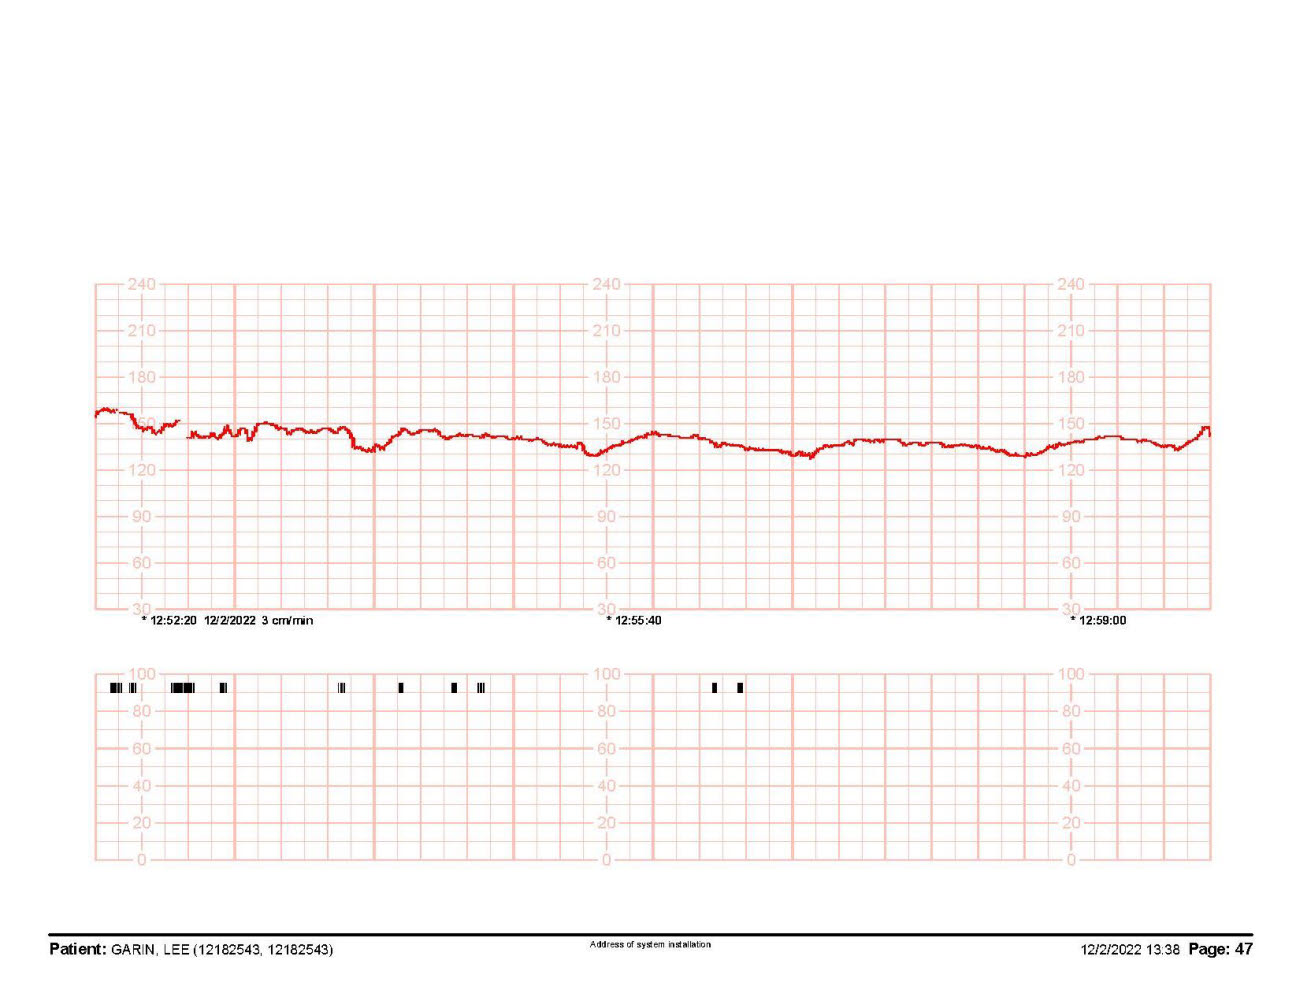 240 240 240
210 210 210
180 180 180
150 150 150
120 120 120
90 90 90
60 60 60
30 30 30
* 12:52:20 12/2/2022 3 cm/min * 12:55:40 * 12:59:00
100 100 100
80 80 80
60 60 60
40 40 40
20 20 20
0 0 0
Patient: GARIN, LEE (12182543, 12182543) Address of system installation 12/2/2022 13:38 Page: 47